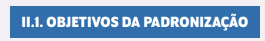 II.1. OBJETIVOS DA PADRONIZAÇÃO